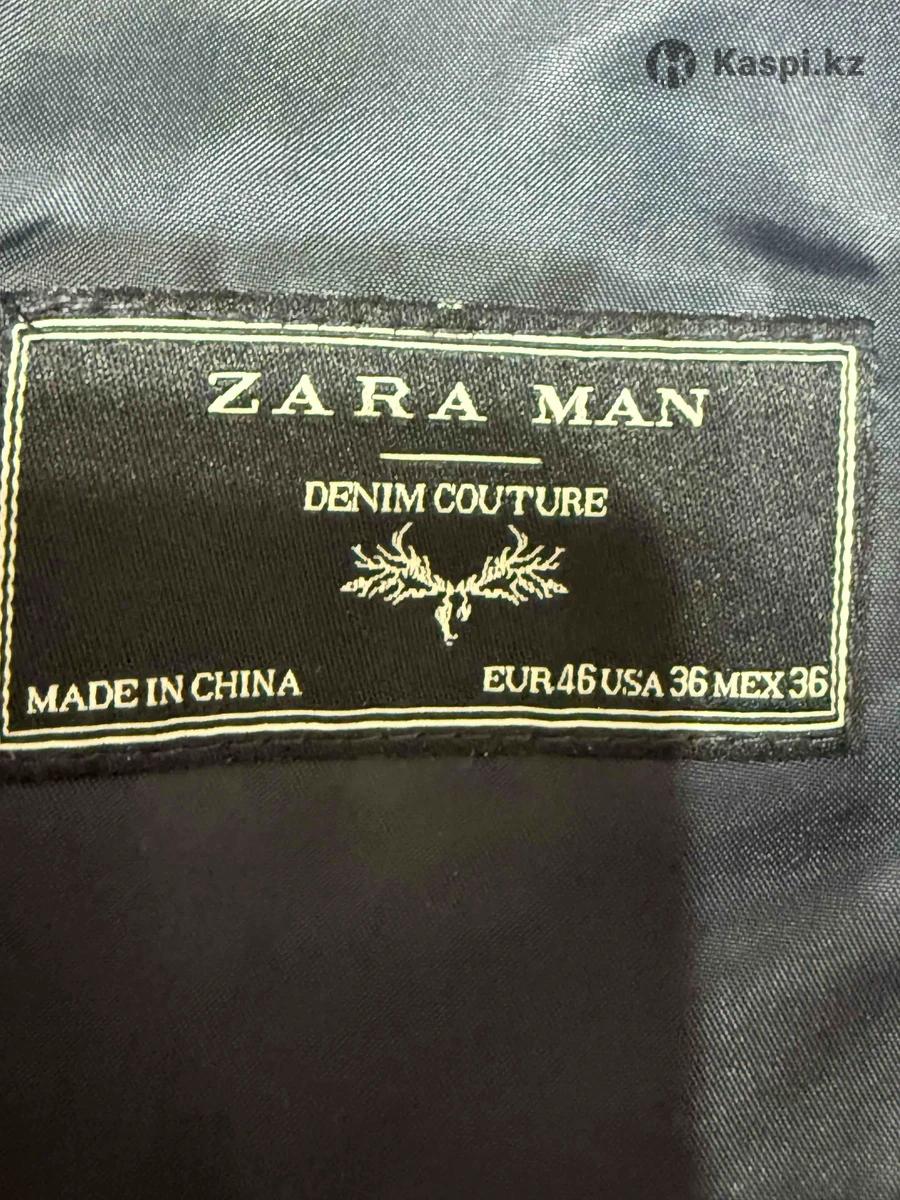 Kaspi.kz
ZARA MAN
DENIM COUTURE
MADE IN CHINA
EUR 46 USA 36 MEX 36